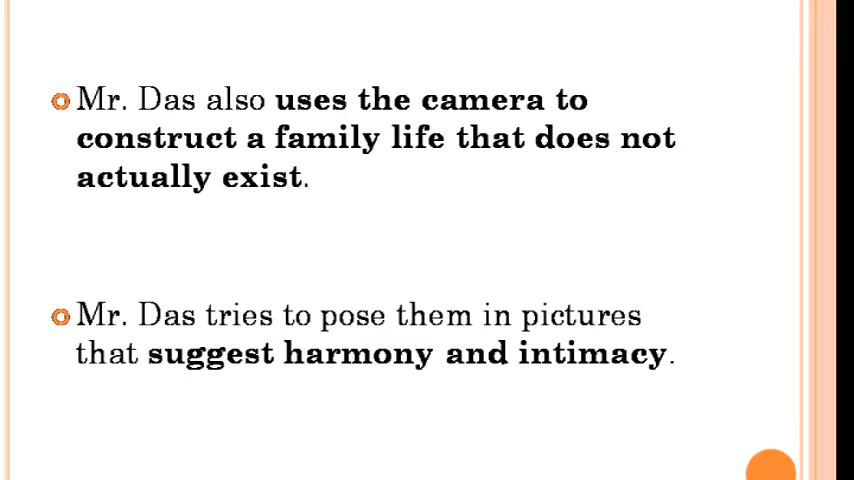 Mr. Das also uses the camera to
construct a family life that does not
actually exist.
Mr. Das tries to pose them in pictures
that suggest harmony and intimacy.